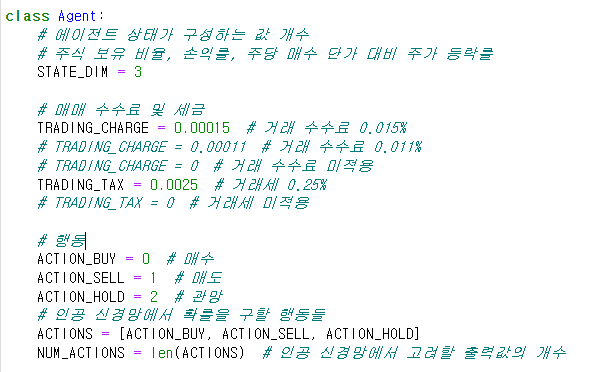 class Agent:
# 에이전트 상태가 구성하는 값 개수
# 주식 보유 비율, 손익률, 주당 매수 단가 대비 주가 등락률
STATE_DIM = 3
# 매매 수수료 및 세금
TRADING_CHARGE = 0.00015 # 거래 수수료 0.015%
# TRADING_CHARGE = 0.00011 # 거래 수수료 0.011%
# TRADING_CHARGE = 0 # 거래 수수료 미적용
TRADING_TAX = 0.0025 # 거래세 0.25%
# TRADING_TAX = 0 # 거래세 미적용
# 행동
ACTION_BUY = 0 # 매수
ACTION_SELL = 1 # 매도
ACTION_HOLD = 2 # 관망
# 인공 신경망에서 확률을 구할 행동들
ACTIONS = [ACTION_BUY, ACTION_SELL, ACTION_HOLD]
NUM_ACTIONS = len(ACTIONS) # 인공 신경망에서 고려할 출력값의 개수